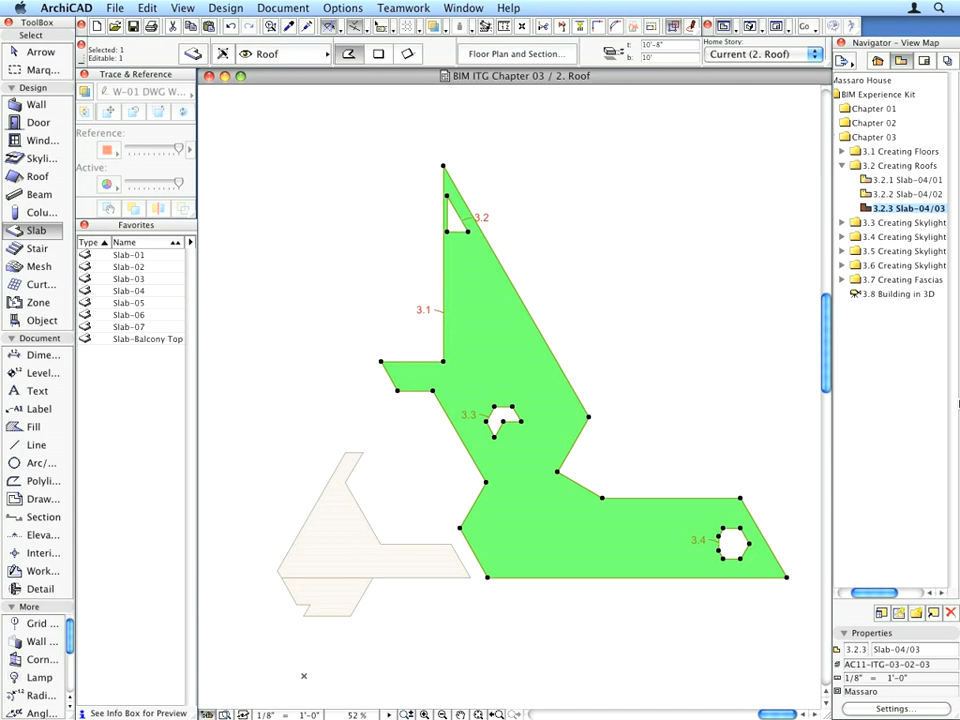 ArchiCAD File Edit View Design Document Options Teamwork Window Help
ToolBox
Select
Arrow
Marq...
Design
Wall
Door
Wind...
Skyli...
Roof
Beam
Colu...
Slab
Stair
Mesh
Curt...
Zone
Object
Document
Dime...
Level...
Text
Label
Fill
Line
Arc/...
Polyli...
Draw...
Section
Eleva...
Interi...
Work...
Detail
More
Grid ...
Wall ...
Corn...
Lamp
Radi...
Angl...
Selected: 1
Editable: 1
Roof
Floor Plan and Section...
t: 10'-8"
b: 10'
Home Story:
Current (2. Roof)
Go
Trace & Reference
W-01 DWG W...
Reference:
Active:
Favorites
Type Name
Slab-01
Slab-02
Slab-03
Slab-04
Slab-05
Slab-06
Slab-07
Slab-Balcony Top
See Info Box for Preview
BIM ITG Chapter 03 / 2. Roof
3.2
3.1
3.3
3.4
1/8" = 1'-0" 52 %
Navigator - View Map
Massaro House
BIM Experience Kit
Chapter 01
Chapter 02
Chapter 03
3.1 Creating Floors
3.2 Creating Roofs
3.2.1 Slab-04/01
3.2.2 Slab-04/02
3.2.3 Slab-04/03
3.3 Creating Skylight
3.4 Creating Skylight
3.5 Creating Skylight
3.6 Creating Skylight
3.7 Creating Fascias
3.8 Building in 3D
Properties
3.2.3 Slab-04/03
AC11-ITG-03-02-03
1/8" = 1'-0"
Massaro
Settings...